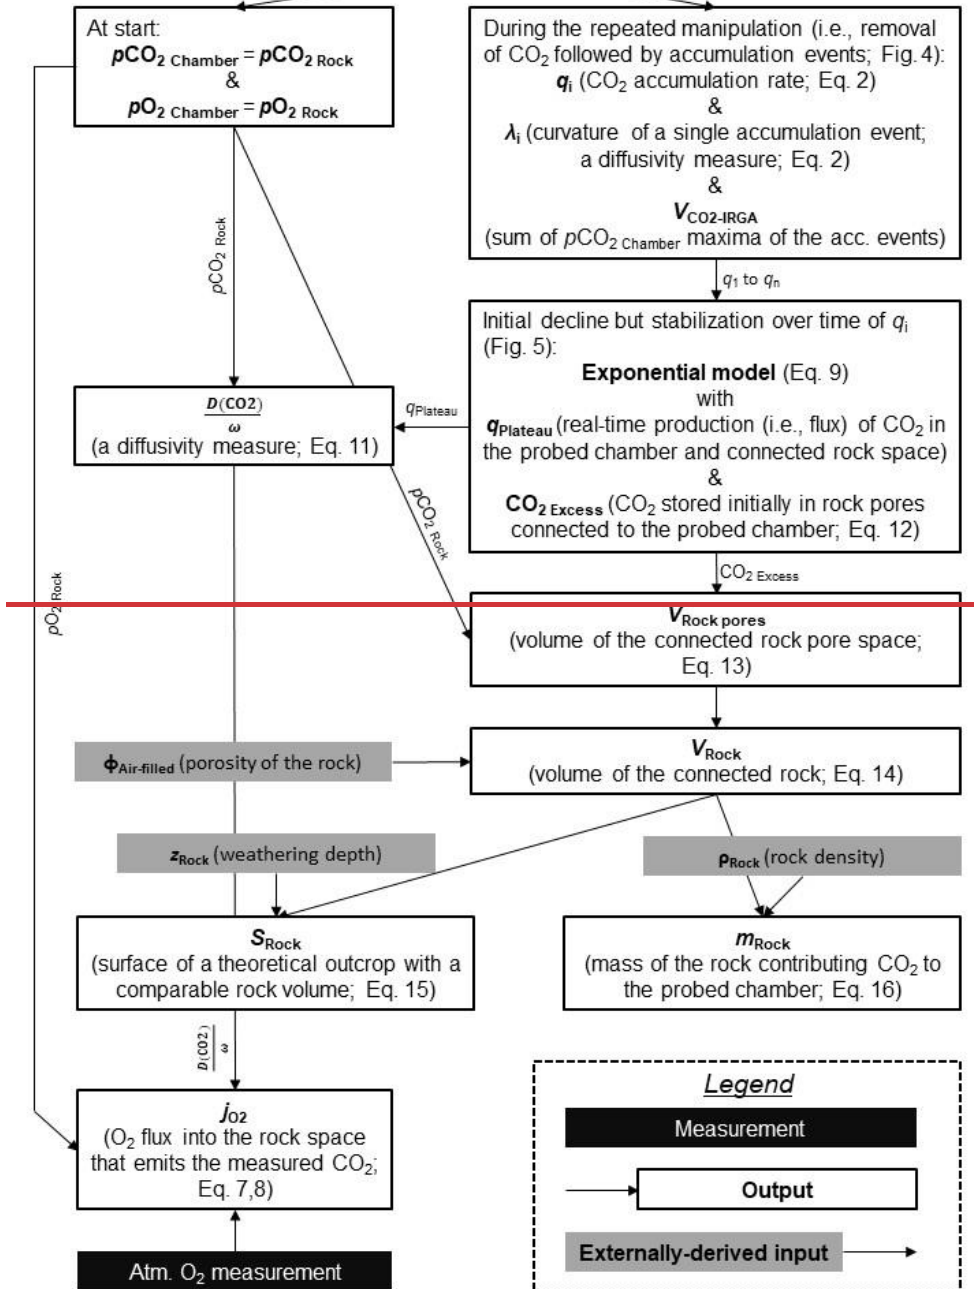 At start:
pCO2 Chamber = pCO2 Rock
&
pO2 Chamber = pO2 Rock
During the repeated manipulation (i.e., removal
of CO2 followed by accumulation events; Fig. 4):
qi (CO2 accumulation rate; Eq. 2)
&
λi (curvature of a single accumulation event;
a diffusivity measure; Eq. 2)
&
VCO2-IRGA
(sum of pCO2 Chamber maxima of the acc. events)
pCO2 Rock
q1 to qn
Initial decline but stabilization over time of qi
(Fig. 5):
Exponential model (Eq. 9)
with
qPlateau (real-time production (i.e., flux) of CO2 in
the probed chamber and connected rock space)
&
CO2 Excess (CO2 stored initially in rock pores
connected to the probed chamber; Eq. 12)
qPlateau
D(CO2)
ω
(a diffusivity measure; Eq. 11)
pCO2 Rock
pO2 Rock
CO2 Excess
VRock pores
(volume of the connected rock pore space;
Eq. 13)
ϕAir-filled (porosity of the rock)
VRock
(volume of the connected rock; Eq. 14)
zRock (weathering depth)
ρRock (rock density)
SRock
(surface of a theoretical outcrop with a
comparable rock volume; Eq. 15)
mRock
(mass of the rock contributing CO2 to
the probed chamber; Eq. 16)
D(CO2)
ω
jO2
(O2 flux into the rock space
that emits the measured CO2;
Eq. 7,8)
Atm. O2 measurement
Legend
Measurement
Output
Externally-derived input